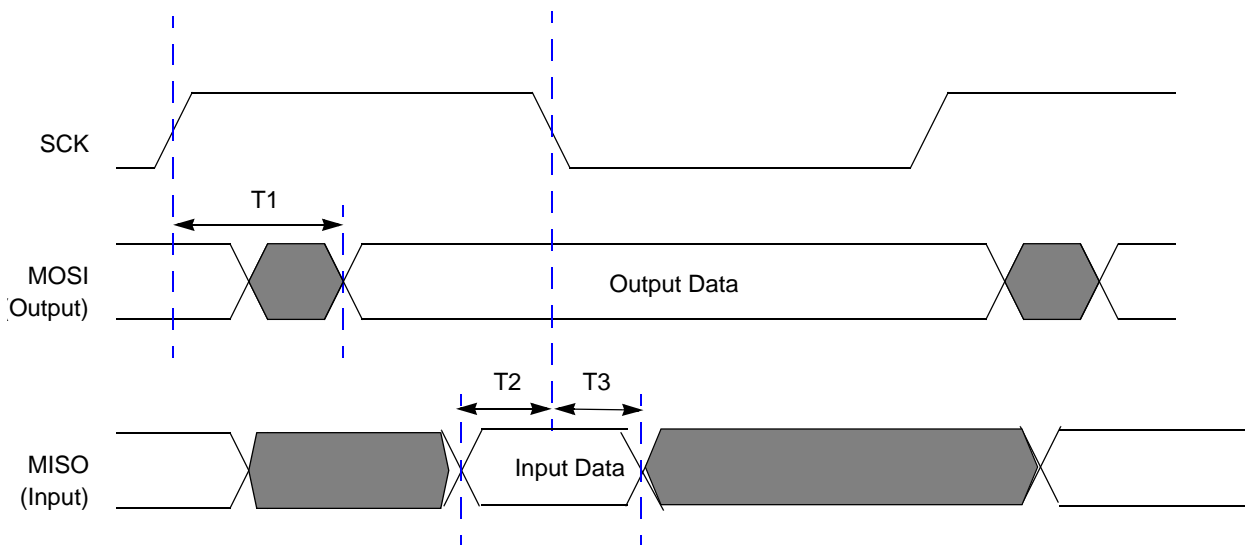 SCK
T1
MOSI
(Output)
Output Data
T2
T3
MISO
(Input)
Input Data